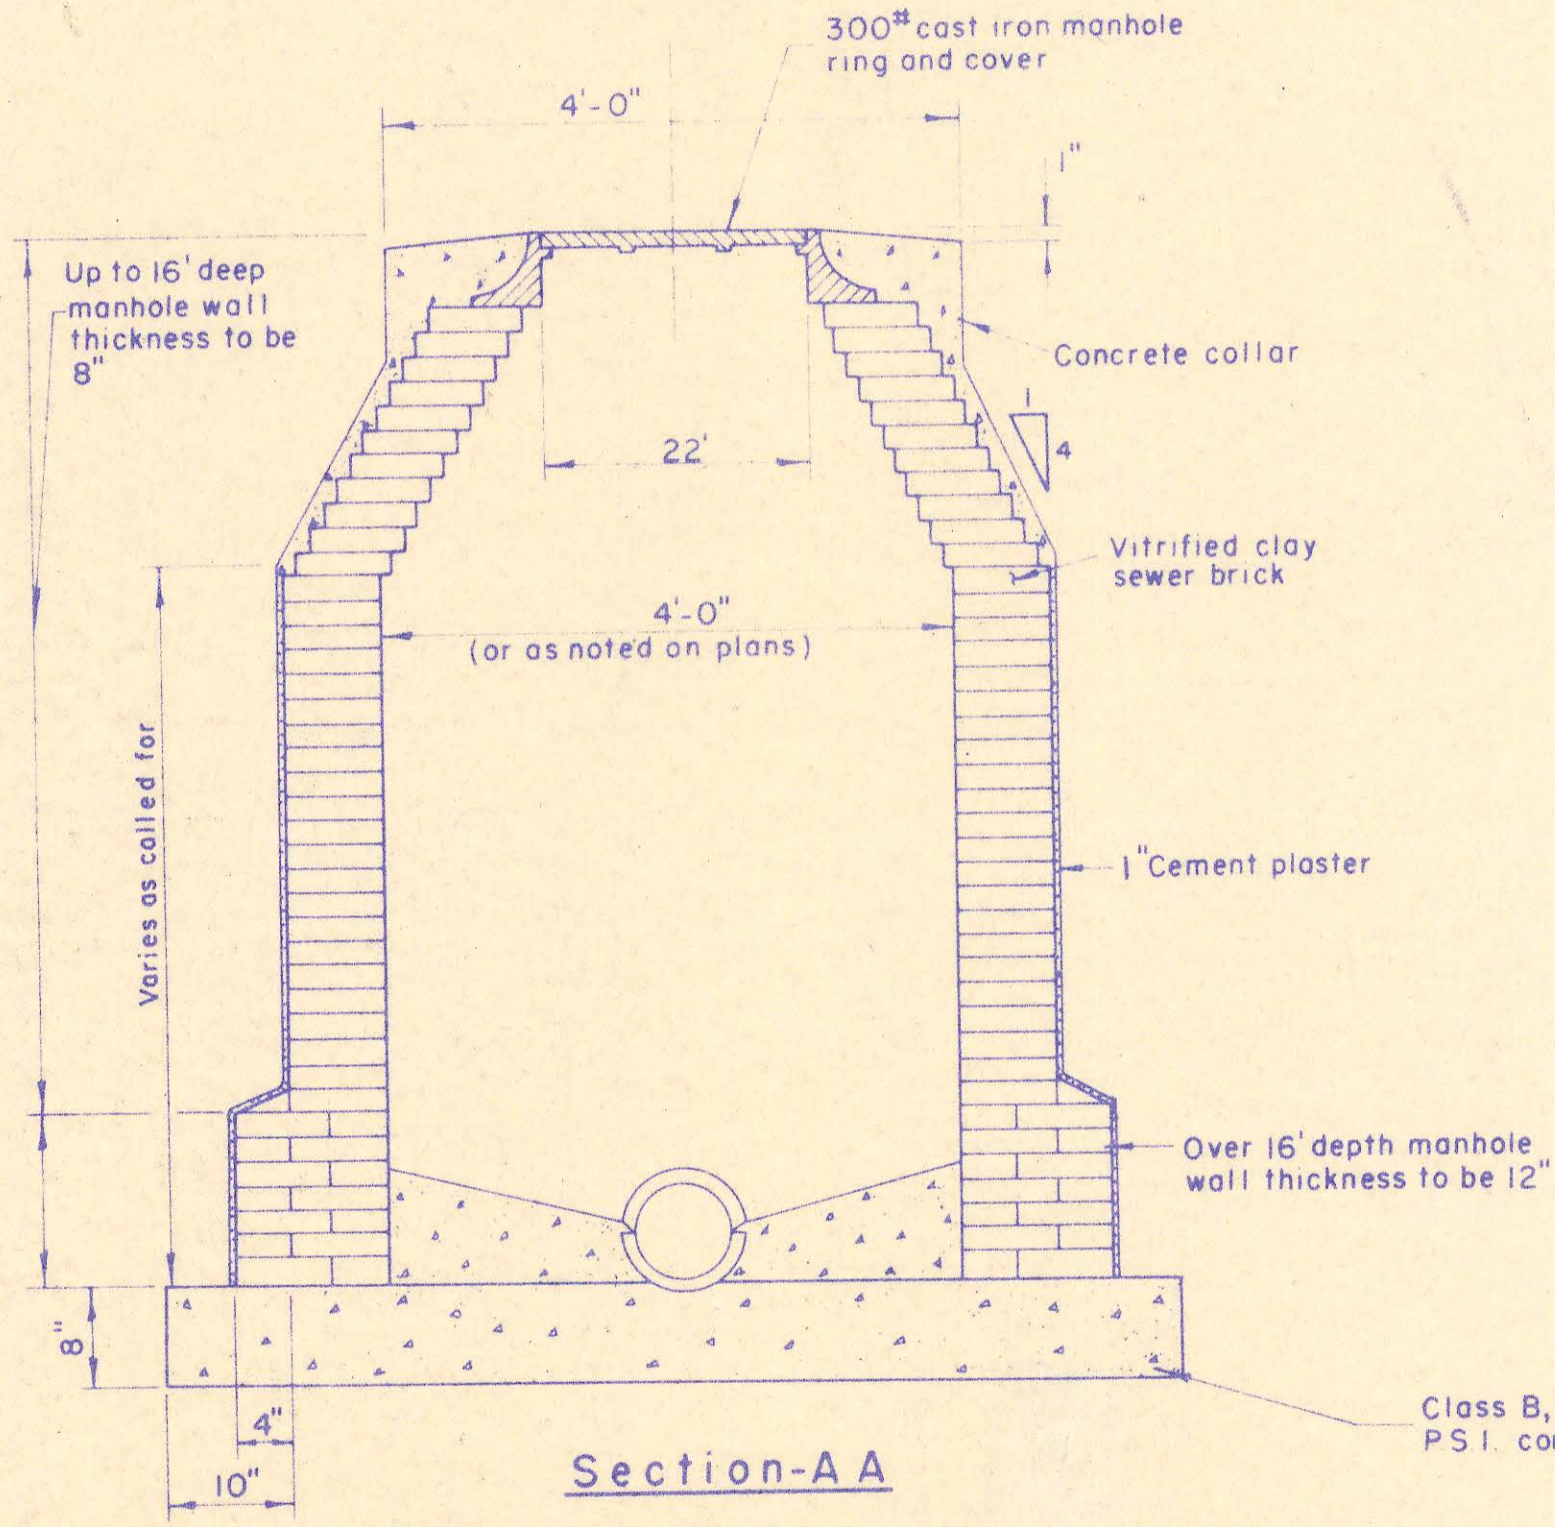 300# cast iron manhole
ring and cover
4'-0"
1"
Up to 16' deep
manhole wall
thickness to be
8"
Concrete collar
1
4
22'
Vitrified clay
sewer brick
4'-0"
(or as noted on plans)
Varies as called for
1" Cement plaster
Over 16' depth manhole
wall thickness to be 12"
8"
4"
10"
Class B,
P.S.I.
Section-AA